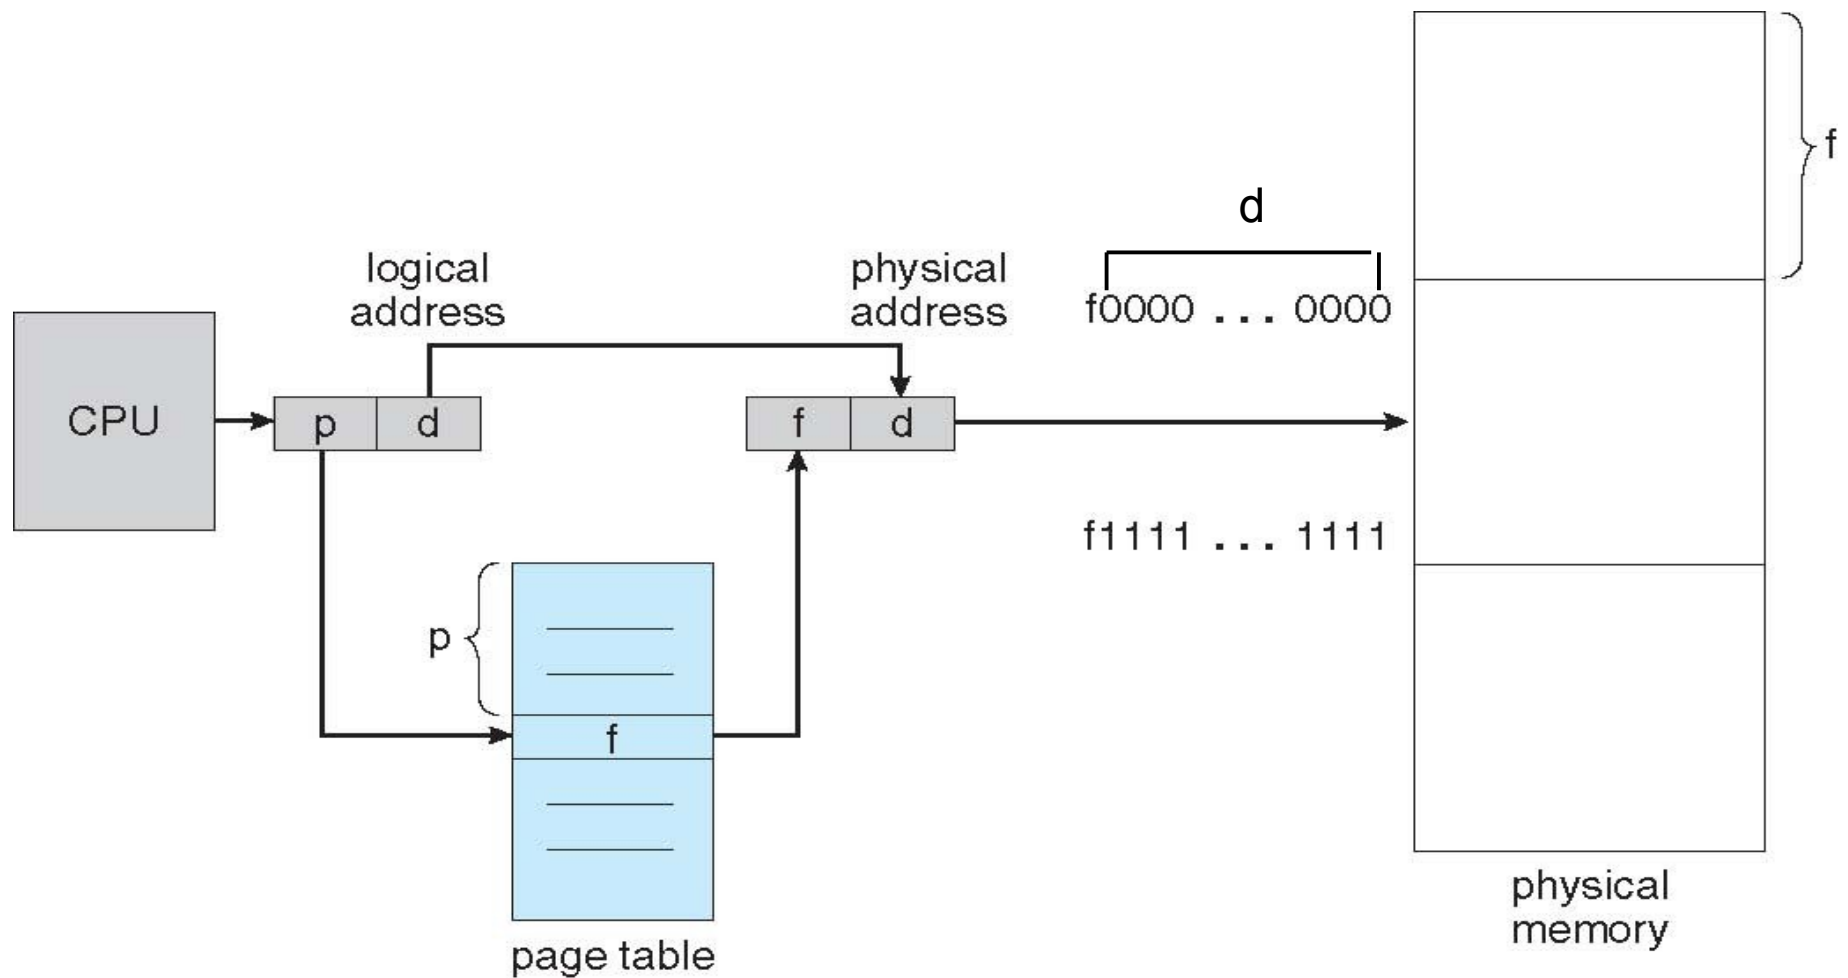 f
d
logical
address
physical
address
f0000 ... 0000
CPU
p
d
f
d
f1111 ... 1111
p
f
physical
memory
page table